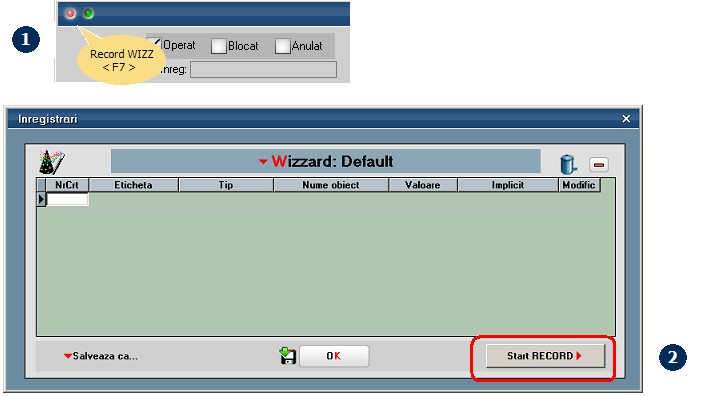 1
Operat Blocat Anulat
Record WIZZ
< F7 >
nreg:
Inregistrari
Wizzard: Default
NrCrt Eticheta Tip Nume obiect Valoare Implicit Modific
Salveaza ca...
OK
Start RECORD
2